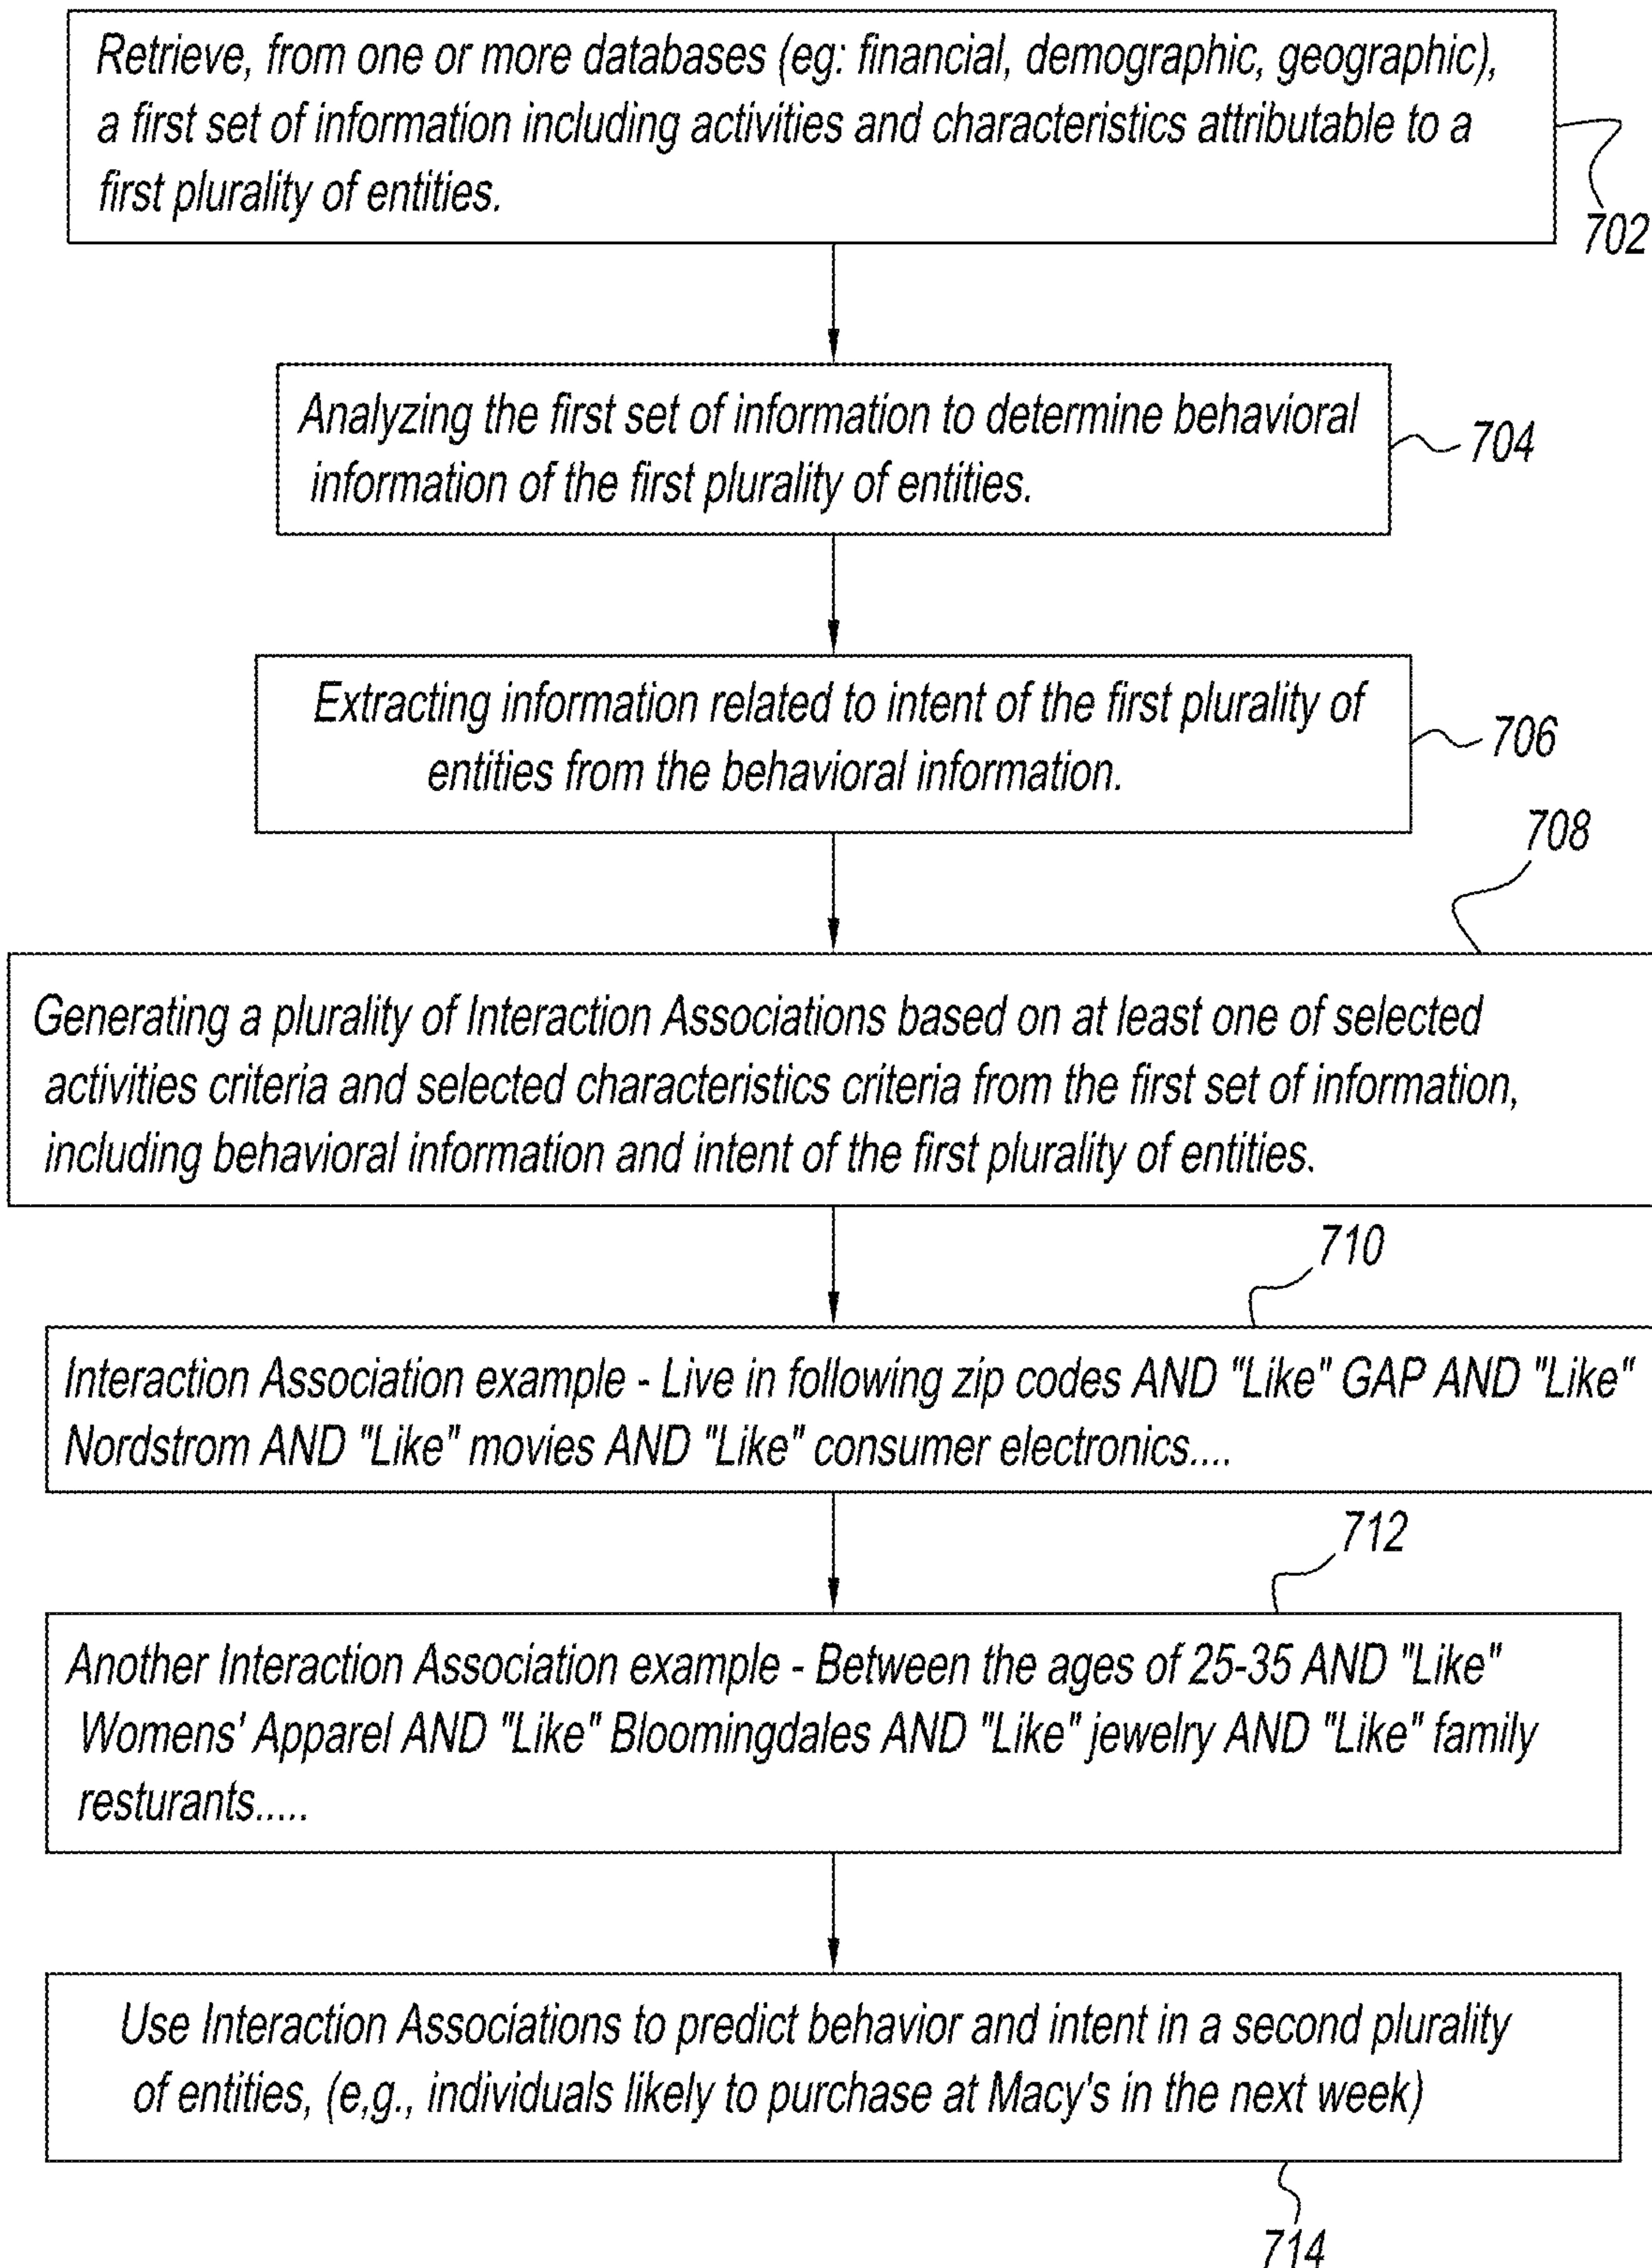 Retrieve, from one or more databases (eg: financial, demographic, geographic),
a first set of information including activities and characteristics attributable to a
first plurality of entities.
702
Analyzing the first set of information to determine behavioral
information of the first plurality of entities.
704
Extracting information related to intent of the first plurality of
entities from the behavioral information.
706
708
Generating a plurality of Interaction Associations based on at least one of selected
activities criteria and selected characteristics criteria from the first set of information,
including behavioral information and intent of the first plurality of entities.
710
Interaction Association example - Live in following zip codes AND "Like" GAP AND "Like"
Nordstrom AND "Like" movies AND "Like" consumer electronics....
712
Another Interaction Association example - Between the ages of 25-35 AND "Like"
Womens' Apparel AND "Like" Bloomingdales AND "Like" jewelry AND "Like" family
resturants.....
Use Interaction Associations to predict behavior and intent in a second plurality
of entities, (e,g., individuals likely to purchase at Macy's in the next week)
714